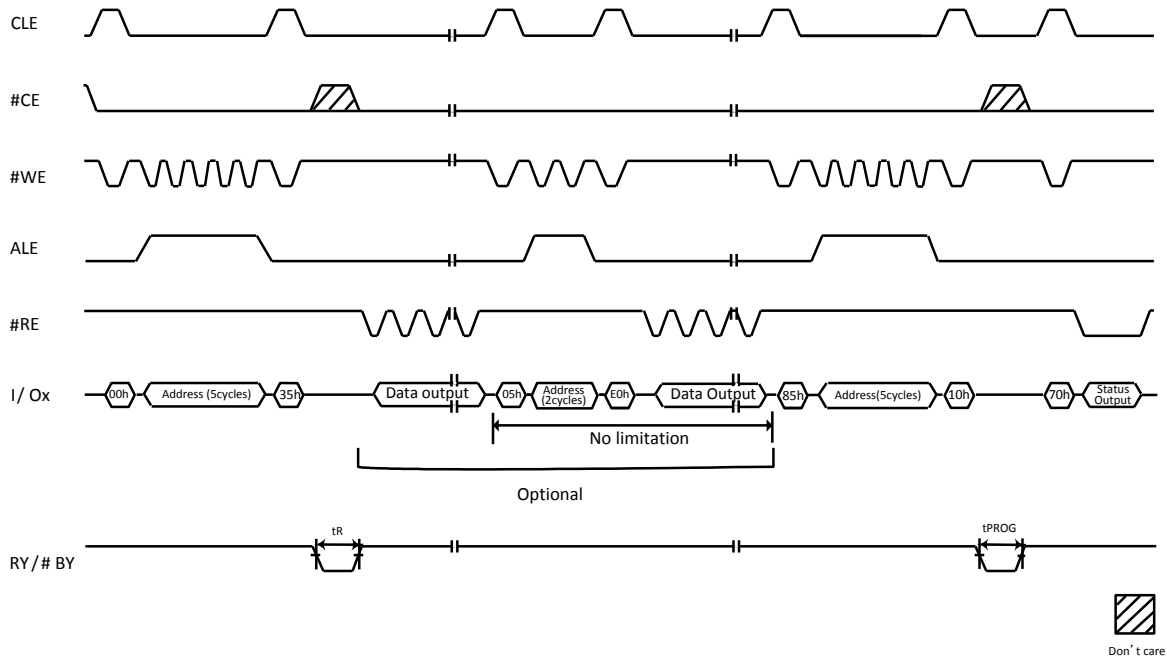 CLE
#CE
#WE
ALE
#RE
I/Ox 00h Address (5cycles) 35h Data output 05h Address (2cycles) E0h Data Output 85h Address(5cycles) 10h 70h Status Output
No limitation
Optional
tR tPROG
RY/# BY
Don't care